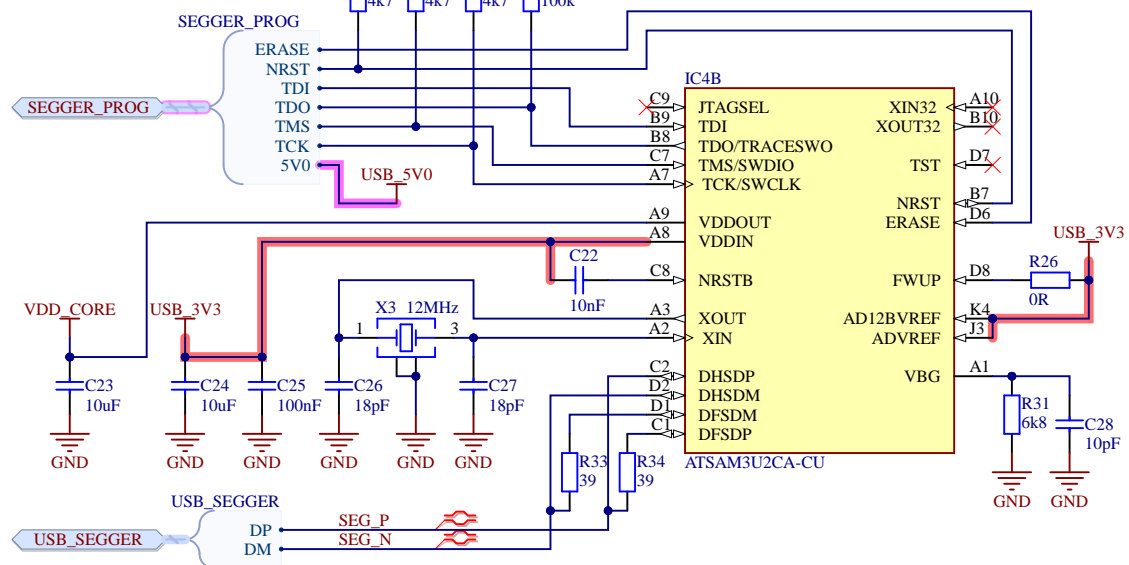 4k7 4k7 4k7 100k
SEGGER_PROG
ERASE
NRST
TDI
TDO
TMS
TCK
5V0
SEGGER_PROG
USB_5V0
IC4B
C9 JTAGSEL XIN32 A10
B9 TDI XOUT32 B10
B8 TDO/TRACESWO
C7 TMS/SWDIO TST D7
A7 TCK/SWCLK
NRST B7
A9 VDDOUT ERASE D6
A8 VDDIN
USB_3V3
C22
10nF
C8 NRSTB FWUP D8
R26
0R
VDD_CORE
USB_3V3
X3 12MHz
1 3
A3 XOUT AD12BVREF K4
A2 XIN ADVREF J3
C2 DHSDP VBG A1
D2 DHSDM
D1 DFSDM
C1 DFSDP
C23
10uF
C24
10uF
C25
100nF
C26
18pF
C27
18pF
R31
6k8
C28
10pF
GND GND GND GND GND GND
R33
39
R34
39
ATSAM3U2CA-CU
GND GND
USB_SEGGER
DP
DM
SEG_P
SEG_N
USB_SEGGER